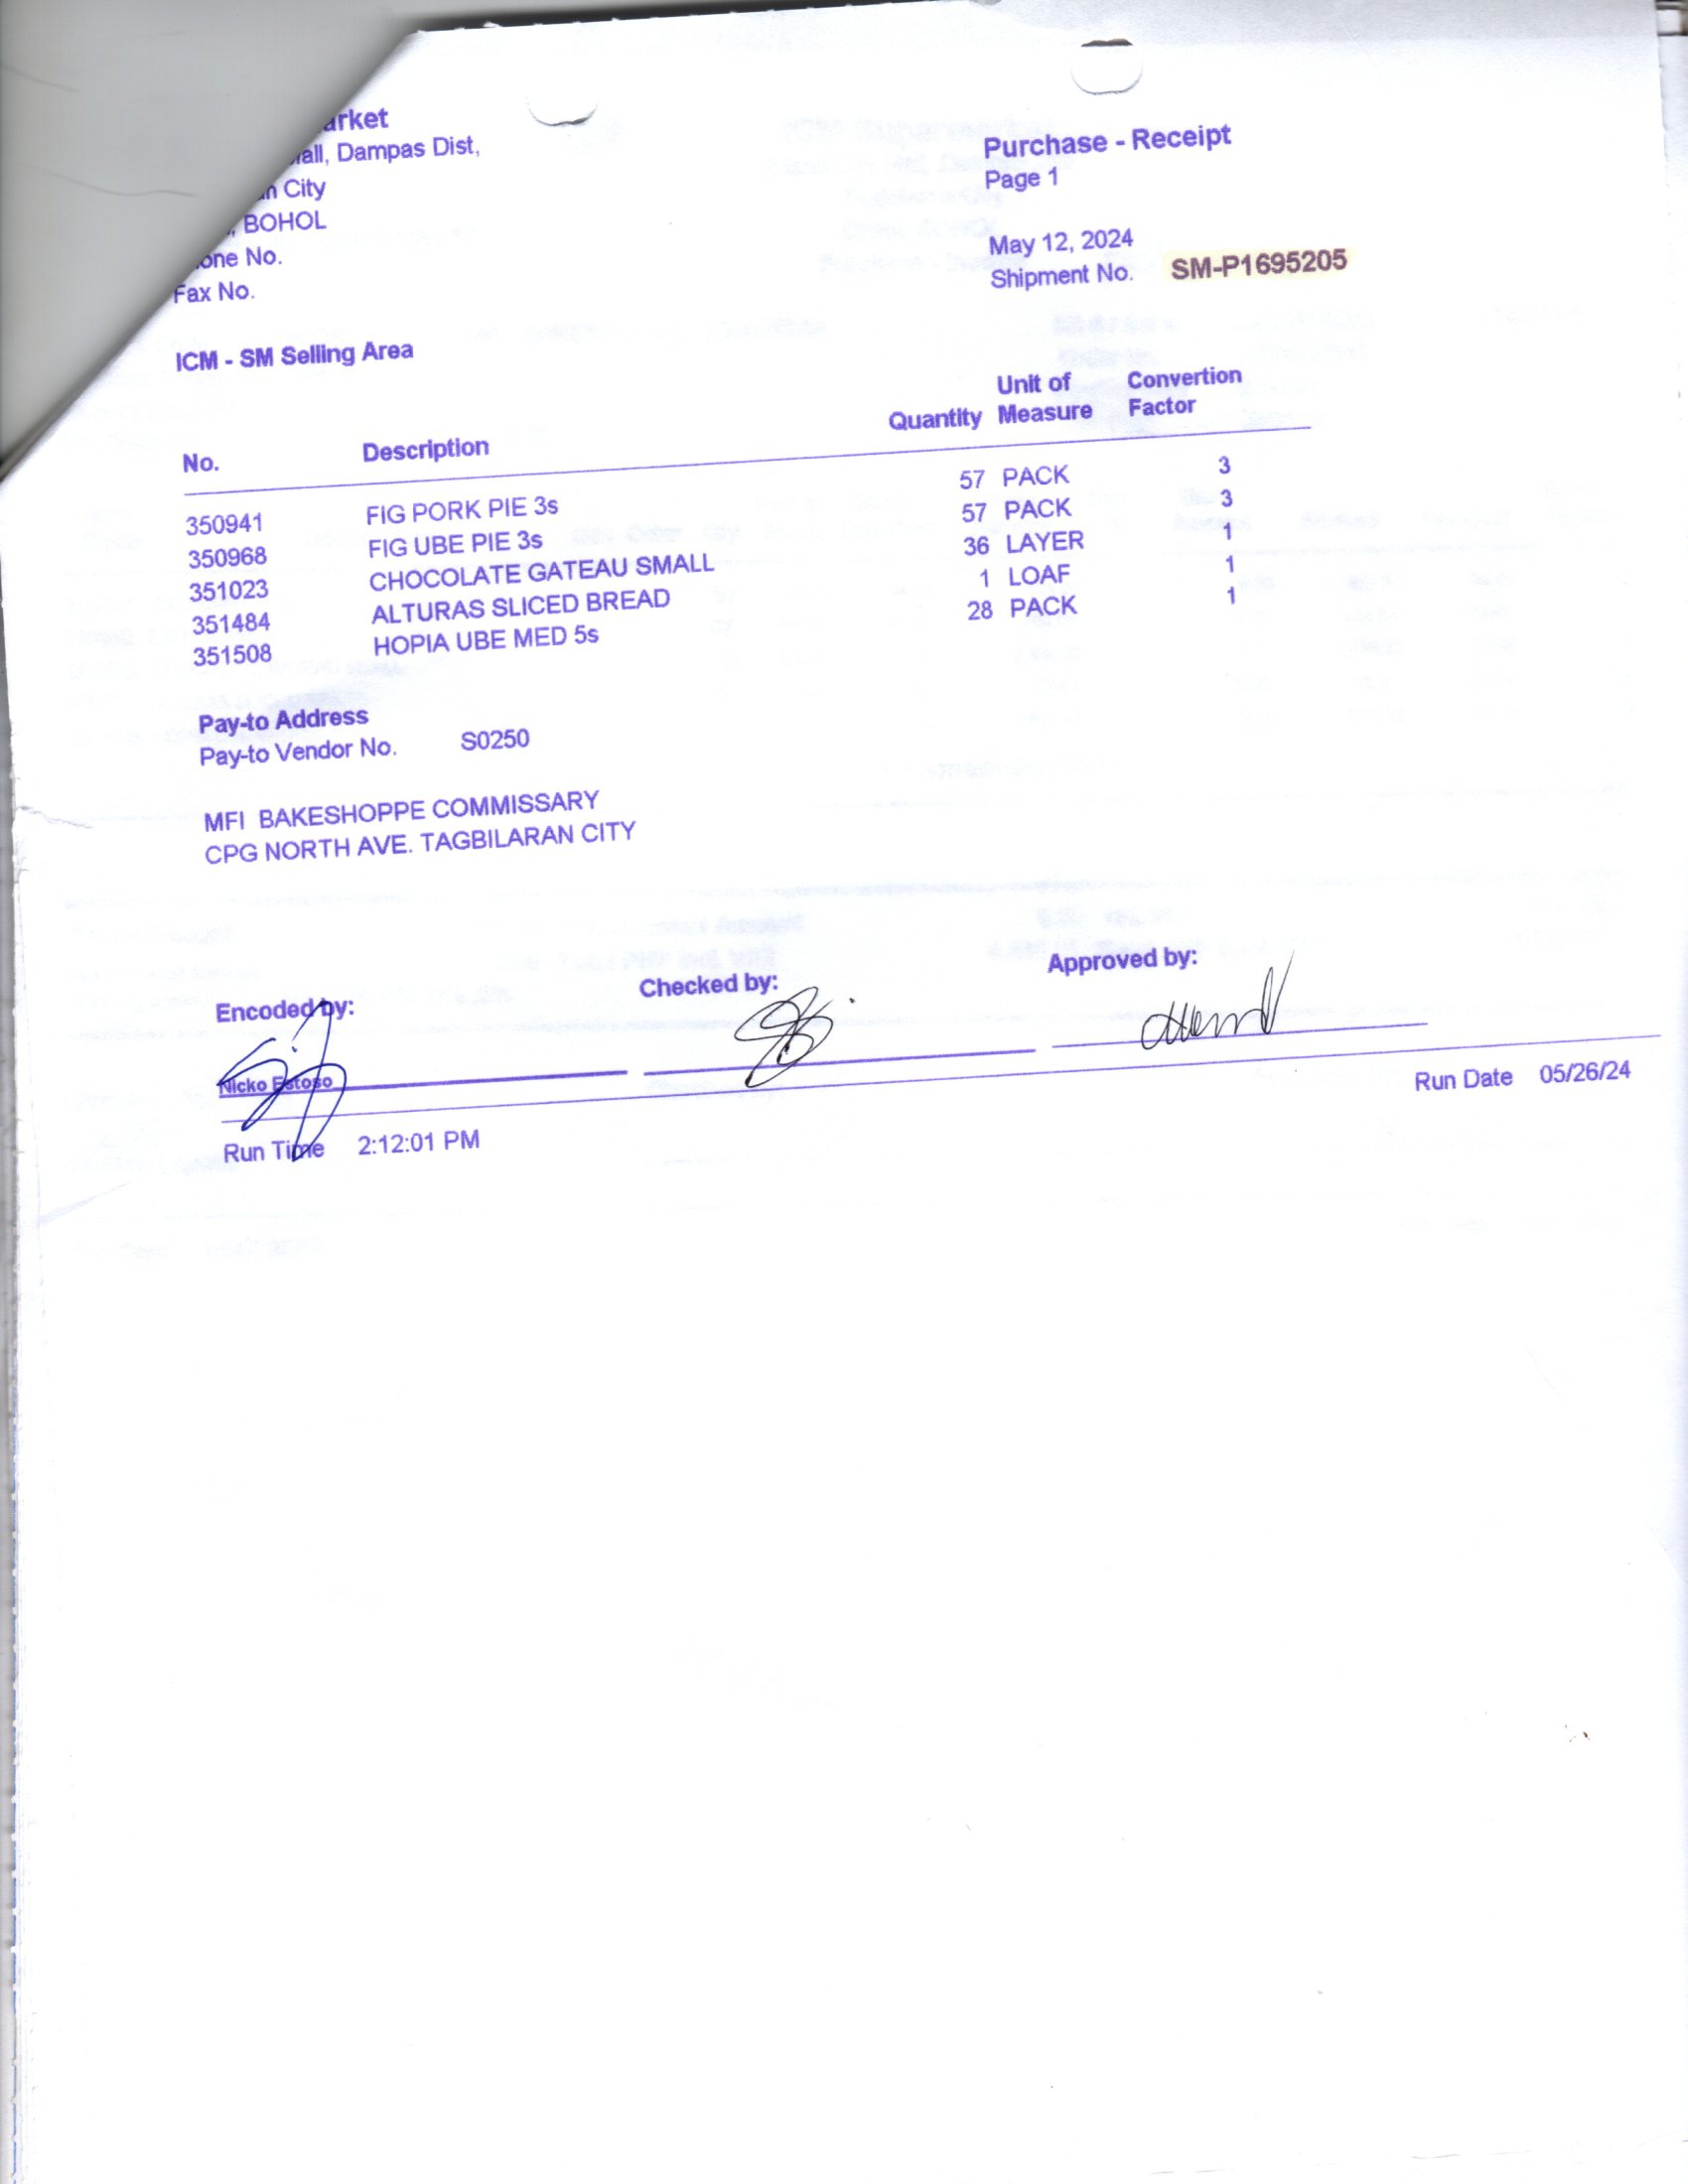 arket
all, Dampas Dist,
n City
, BOHOL
one No.
Fax No.
Purchase - Receipt
Page 1
May 12, 2024
Shipment No. SM-P1695205
ICM - SM Selling Area
No. Description Quantity Unit of Measure Convertion Factor
350941 FIG PORK PIE 3s 57 PACK 3
350968 FIG UBE PIE 3s 57 PACK 3
351023 CHOCOLATE GATEAU SMALL 36 LAYER 1
351484 ALTURAS SLICED BREAD 1 LOAF 1
351508 HOPIA UBE MED 5s 28 PACK 1
Pay-to Address
Pay-to Vendor No. S0250
MFI BAKESHOPPE COMMISSARY
CPG NORTH AVE. TAGBILARAN CITY
Encoded by: Checked by: Approved by:
Nicko Estoso
Run Date 05/26/24
Run Time 2:12:01 PM